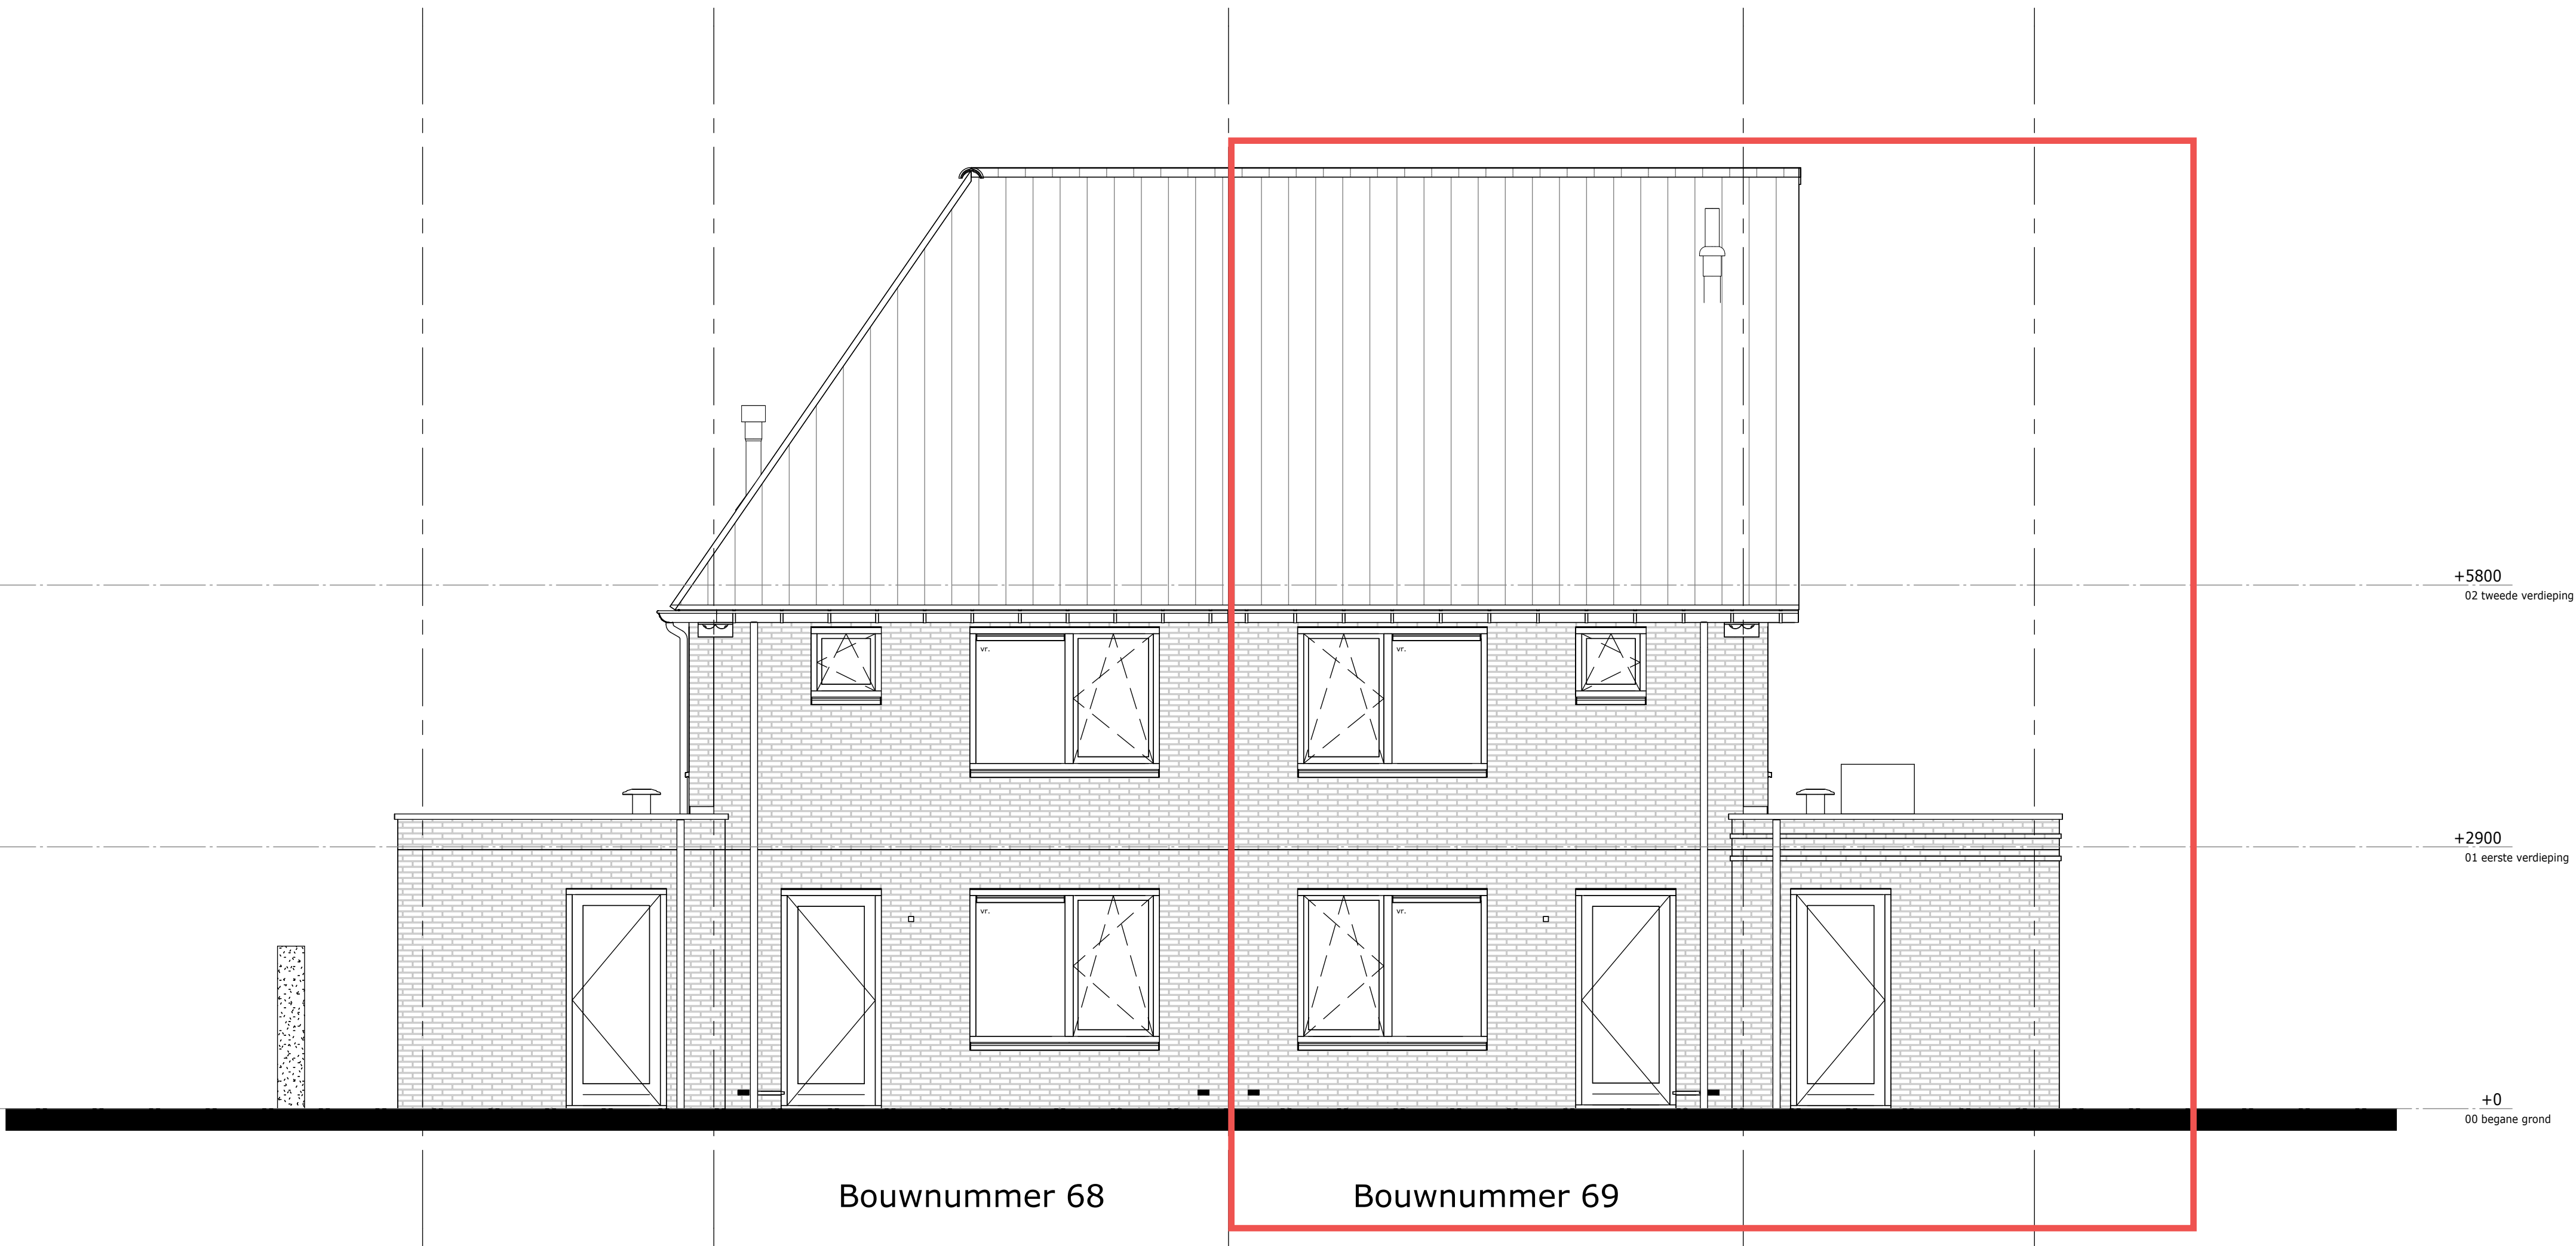 +5800
02 tweede verdieping
vr.
vr.
+2900
01 eerste verdieping
vr.
vr.
+0
00 begane grond
Bouwnummer 68
Bouwnummer 69